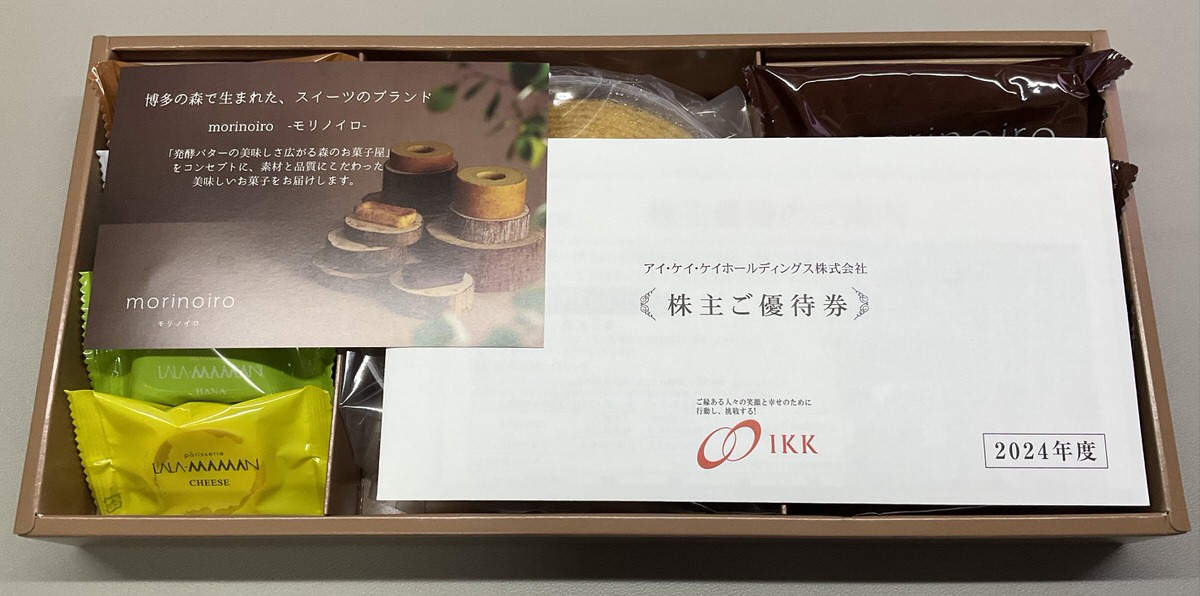 博多の森で生まれた、スイーツのブランド
morinoiro -モリノイロ-
「発酵バターの美味しさ広がる森のお菓子屋」
をコンセプトに、素材と品質にこだわった
美味しいお菓子をお届けします。
morinoiro
モリノイロ
morinoiro
アイ・ケイ・ケイホールディングス株式会社
株主ご優待券
ご縁ある人々の笑顔と幸せのために
行動し、挑戦する!
IKK
2024年度
LALA-MAMAN
HANA
pâtisserie
LALA-MAMAN
CHEESE